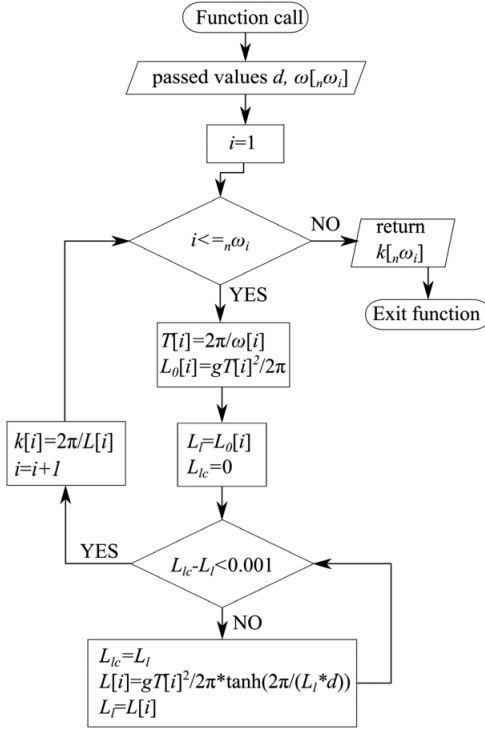 Function call
passed values d, ω[ₙωᵢ]
i=1
i<=ₙωᵢ
NO
return
k[ₙωᵢ]
YES
Exit function
T[i]=2π/ω[i]
L₀[i]=gT[i]²/2π
k[i]=2π/L[i]
i=i+1
Lₗ=L₀[i]
Lₗc=0
YES
Lₗc-Lₗ<0.001
NO
Lₗc=Lₗ
L[i]=gT[i]²/2π*tanh(2π/(Lₗ*d))
Lₗ=L[i]